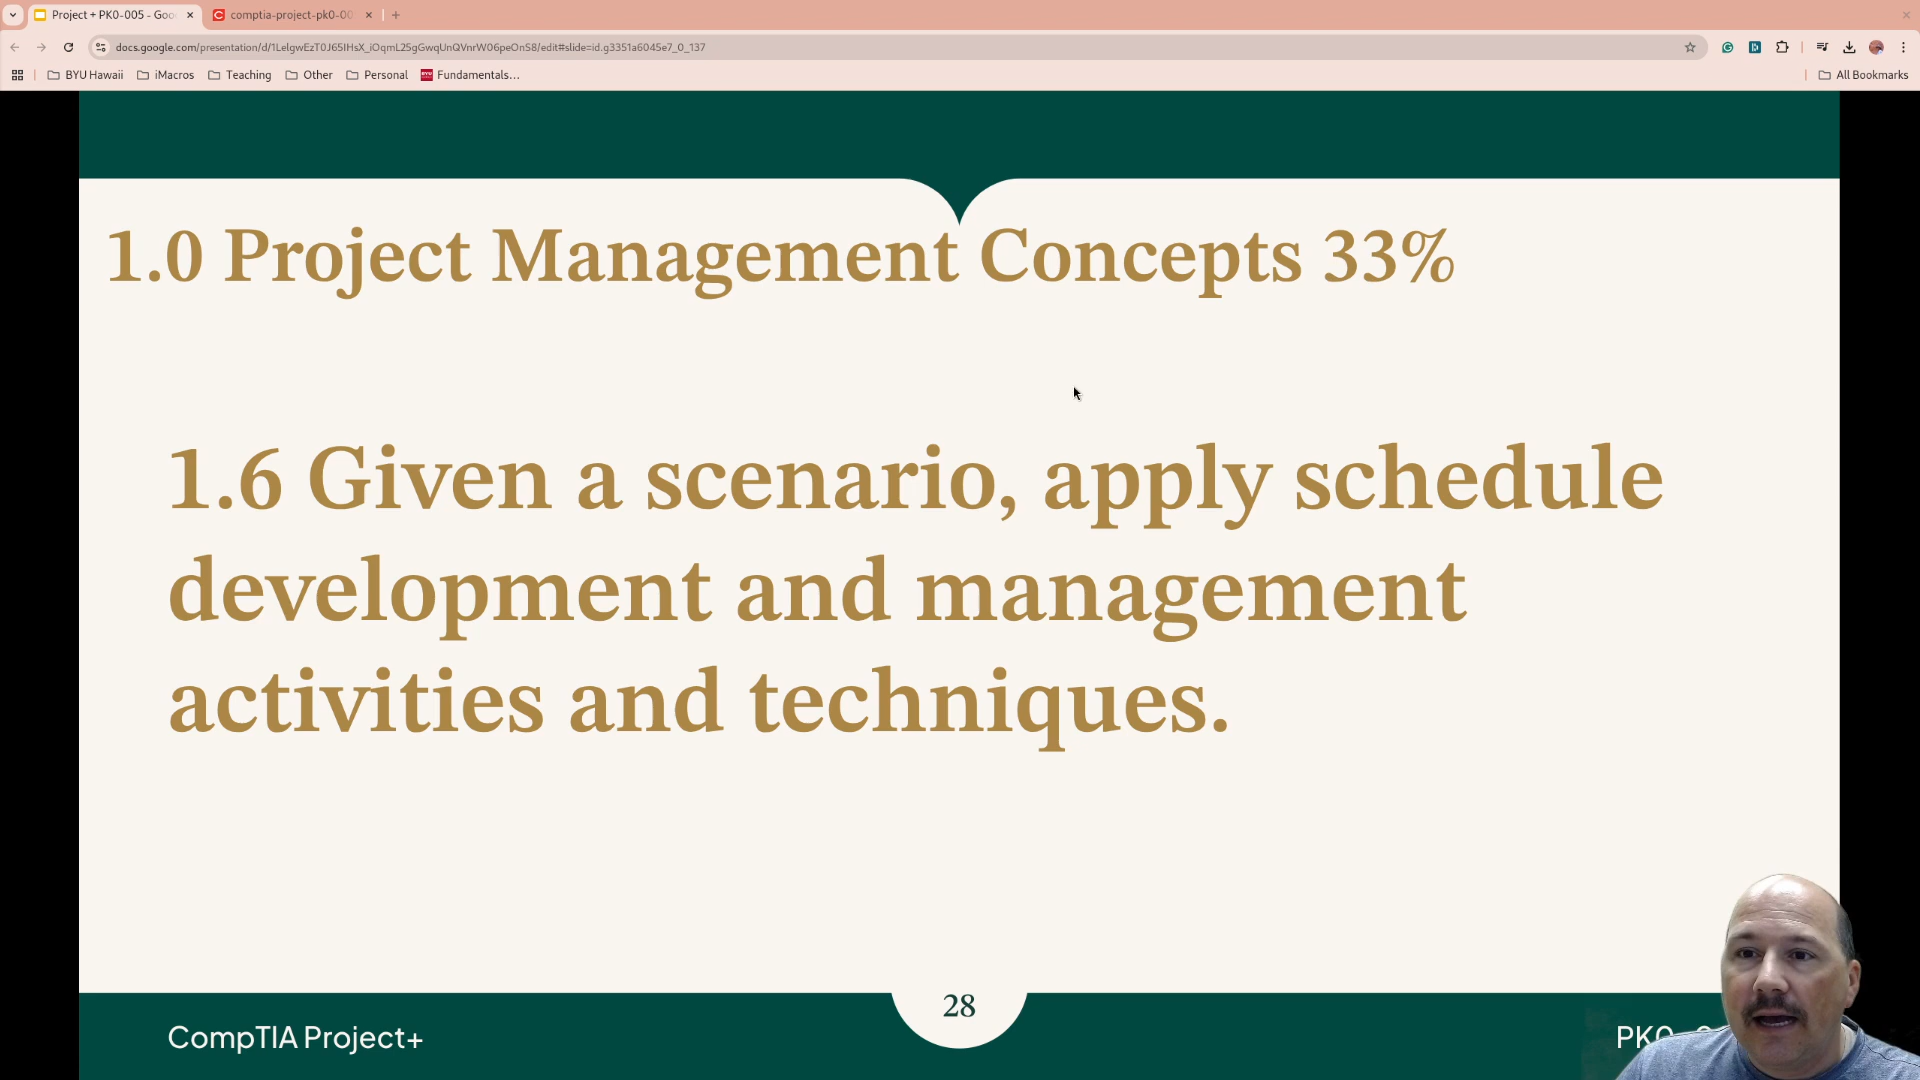 Project + PK0-005 - Goo
comptia-project-pk0-00
docs.google.com/presentation/d/1LelgwEzT0J65IHsX_iOqmL25gGwqUnQVnrW06peOnS8/edit#slide=id.g3351a6045e7_0_137
BYU Hawaii
iMacros
Teaching
Other
Personal
BYU
Fundamentals...
All Bookmarks
1.0 Project Management Concepts 33%
1.6 Given a scenario, apply schedule
development and management
activities and techniques.
28
CompTIA Project+